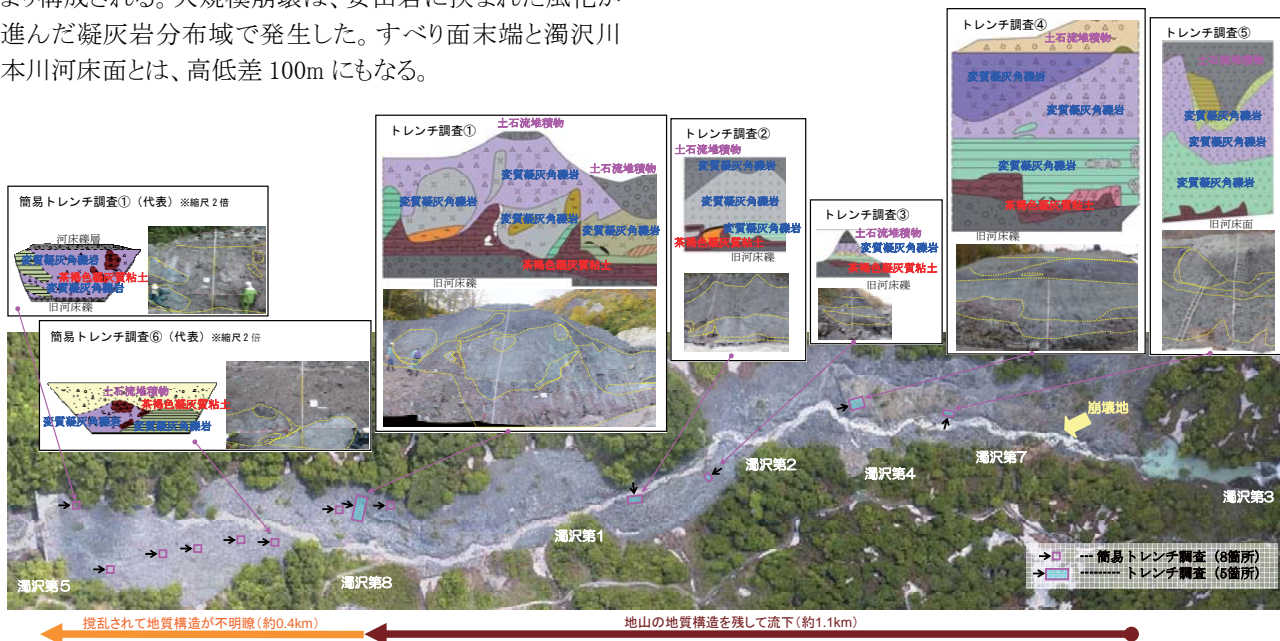 より構成される。大規模崩壊は、安山岩に挟まれた風化が
進んだ凝灰岩分布域で発生した。すべり面末端と濁沢川
本川河床面とは、高低差 100m にもなる。
トレンチ調査④
土石流堆積物
変質凝灰角礫岩
変質凝灰角礫岩
変質凝灰角礫岩
茶褐色凝灰質粘土
旧河床礫
トレンチ調査⑤
土石流堆積物
変質凝灰角礫岩
変質凝灰角礫岩
変質凝灰角礫岩
旧河床面
トレンチ調査①
土石流堆積物
土石流堆積物
変質凝灰角礫岩
変質凝灰角礫岩
変質凝灰角礫岩
旧河床礫
トレンチ調査②
土石流堆積物
変質凝灰角礫岩
変質凝灰角礫岩
茶褐色凝灰質粘土
旧河床礫
トレンチ調査③
土石流堆積物
変質凝灰角礫岩
茶褐色凝灰質粘土
旧河床礫
簡易トレンチ調査①（代表）※縮尺2倍
河床礫層
変質凝灰角礫岩
茶褐色凝灰質粘土
変質凝灰角礫岩
旧河床礫
簡易トレンチ調査⑥（代表）※縮尺2倍
土石流堆積物
茶褐色凝灰質粘土
変質凝灰角礫岩
変質凝灰角礫岩
崩壊地
濁沢第5
濁沢第8
濁沢第1
濁沢第2
濁沢第4
濁沢第7
濁沢第3
簡易トレンチ調査（8箇所）
トレンチ調査（5箇所）
撹乱されて地質構造が不明瞭（約0.4km）
地山の地質構造を残して流下（約1.1km）